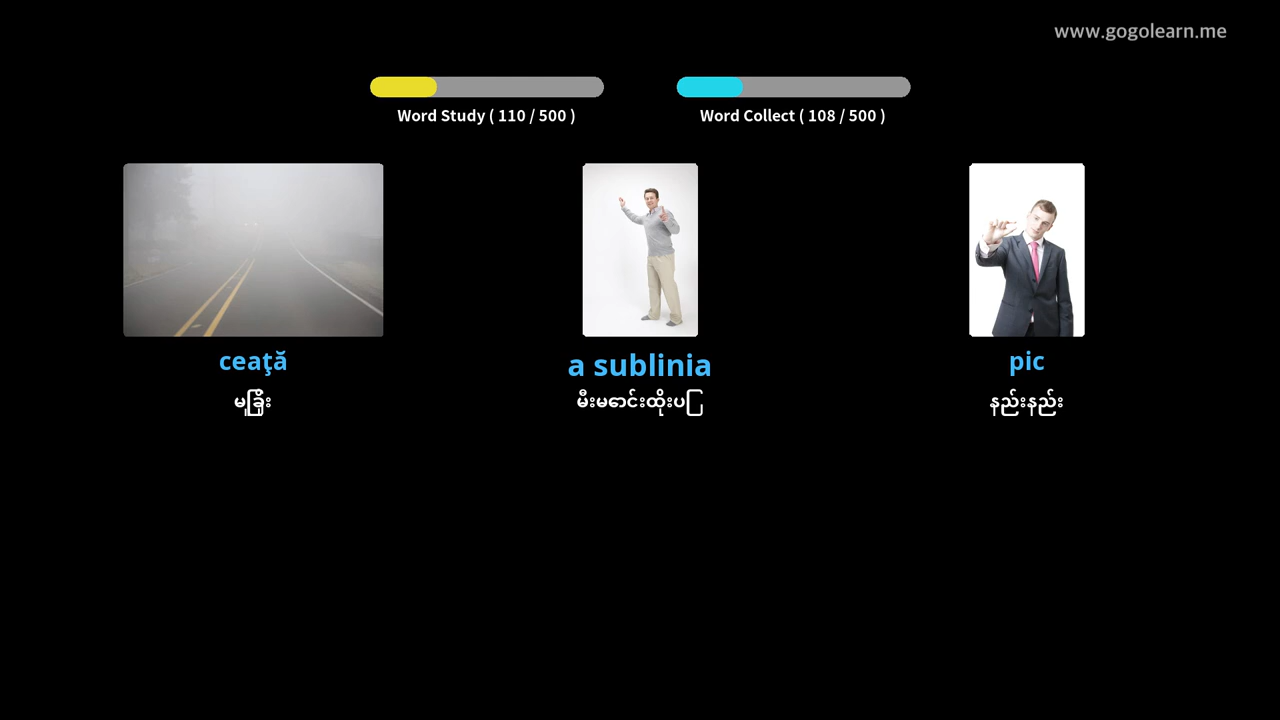 www.gogolearn.me
Word Study ( 110 / 500 )
Word Collect ( 108 / 500 )
ceaţă
a sublinia
pic
မြူခိုး
မီးမောင်းထိုးပြ
နည်းနည်း